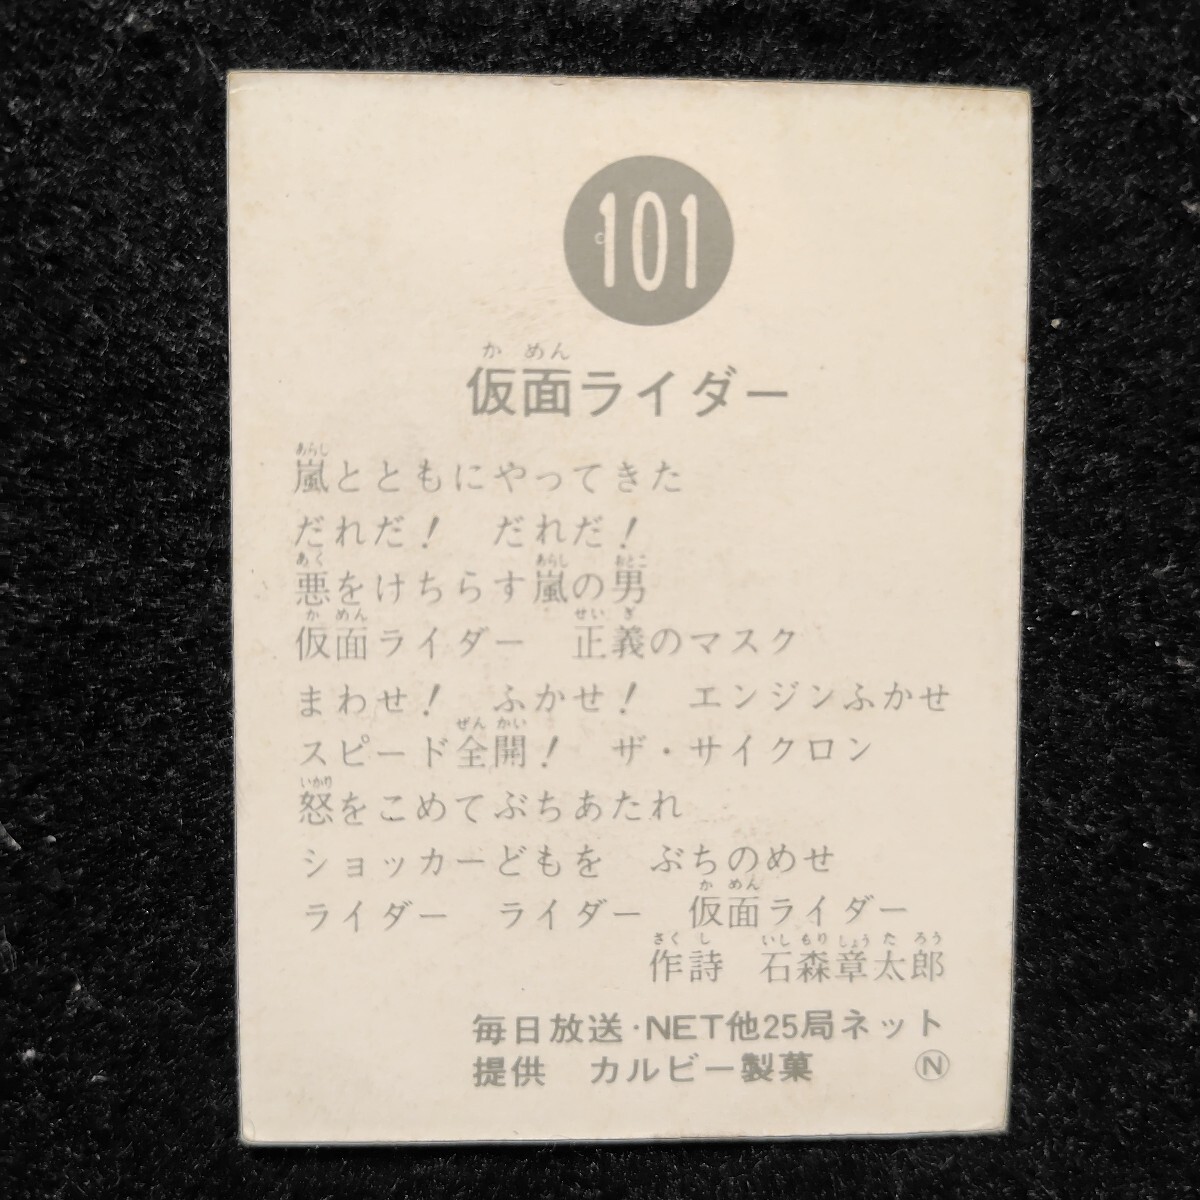 101
かめん
仮面ライダー
あらし
嵐とともにやってきた
だれだ！　だれだ！
あく　あらし　おとこ
悪をけちらす嵐の男
かめん　せいぎ
仮面ライダー　正義のマスク
まわせ！　ふかせ！　エンジンふかせ
ぜんかい
スピード全開！　ザ・サイクロン
いかり
怒をこめてぶちあたれ
ショッカーどもを　ぶちのめせ
かめん
ライダー　ライダー　仮面ライダー
さくし　いしもりしょうたろう
作詩　石森章太郎
毎日放送・NET他25局ネット
提供　カルビー製菓　Ⓝ